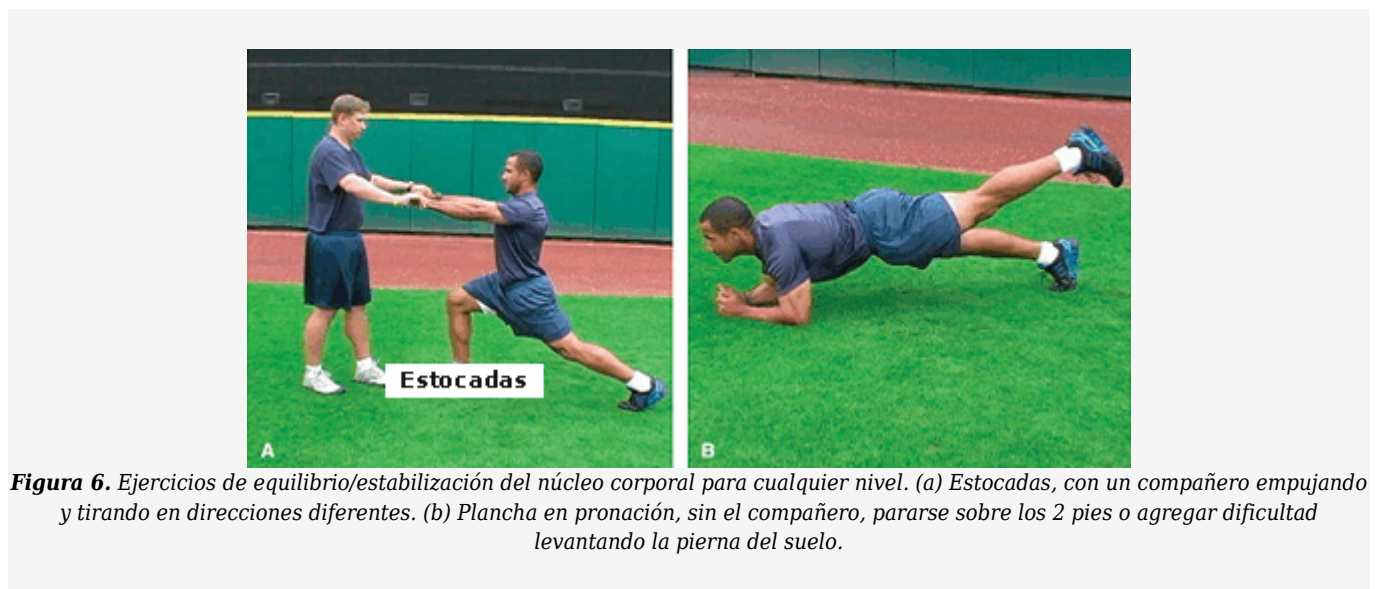 Estocadas
A
B
Figura 6. Ejercicios de equilibrio/estabilización del núcleo corporal para cualquier nivel. (a) Estocadas, con un compañero empujando
y tirando en direcciones diferentes. (b) Plancha en pronación, sin el compañero, pararse sobre los 2 pies o agregar dificultad
levantando la pierna del suelo.